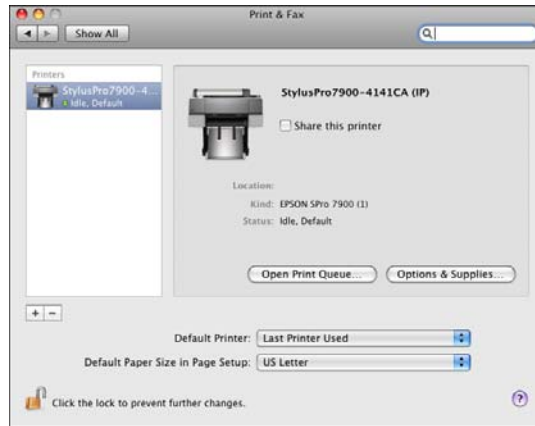 Print & Fax
Show All
Printers
StylusPro7900-4...
Idle, Default
StylusPro7900-4141CA (IP)
Share this printer
Location:
Kind: EPSON SPro 7900 (1)
Status: Idle, Default
Open Print Queue...
Options & Supplies...
+ −
Default Printer: Last Printer Used
Default Paper Size in Page Setup: US Letter
Click the lock to prevent further changes.
?